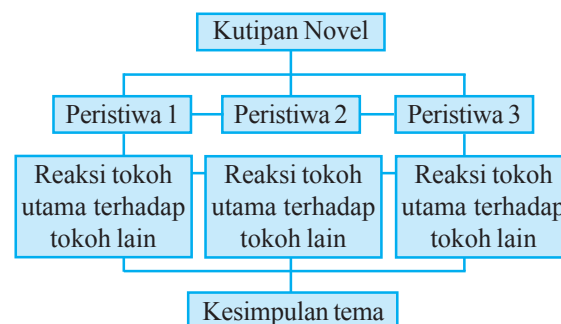 Kutipan Novel
Peristiwa 1
Peristiwa 2
Peristiwa 3
Reaksi tokoh
utama terhadap
tokoh lain
Reaksi tokoh
utama terhadap
tokoh lain
Reaksi tokoh
utama terhadap
tokoh lain
Kesimpulan tema